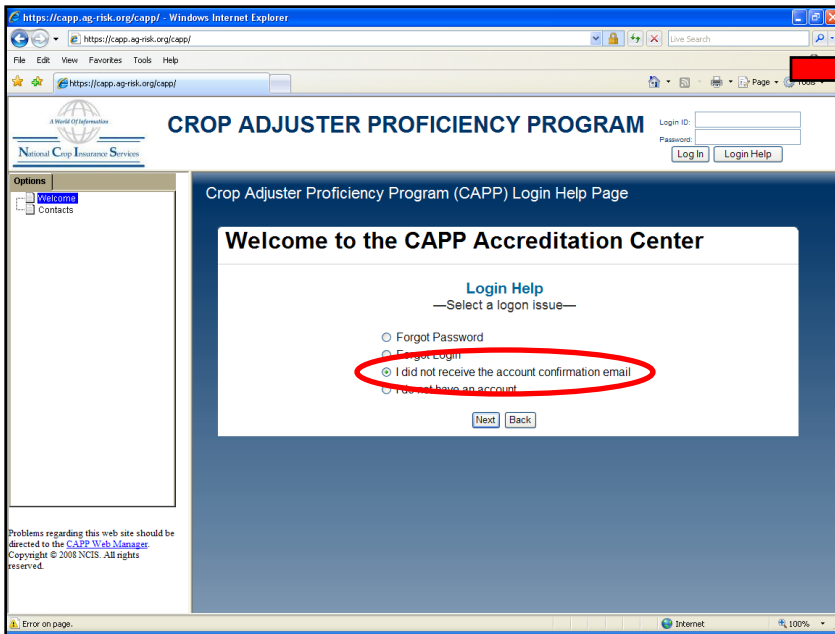 https://capp.ag-risk.org/capp/ - Windows Internet Explorer
https://capp.ag-risk.org/capp/
Live Search
File Edit View Favorites Tools Help
https://capp.ag-risk.org/capp/
Page
Tools
A World Of Information
National Crop Insurance Services
CROP ADJUSTER PROFICIENCY PROGRAM
Login ID:
Password:
Log In
Login Help
Options
Welcome
Contacts
Crop Adjuster Proficiency Program (CAPP) Login Help Page
Welcome to the CAPP Accreditation Center
Login Help
—Select a logon issue—
Forgot Password
Forgot Login
I did not receive the account confirmation email
I do not have an account
Next
Back
Problems regarding this web site should be
directed to the CAPP Web Manager.
Copyright © 2008 NCIS. All rights
reserved.
Error on page.
Internet
100%